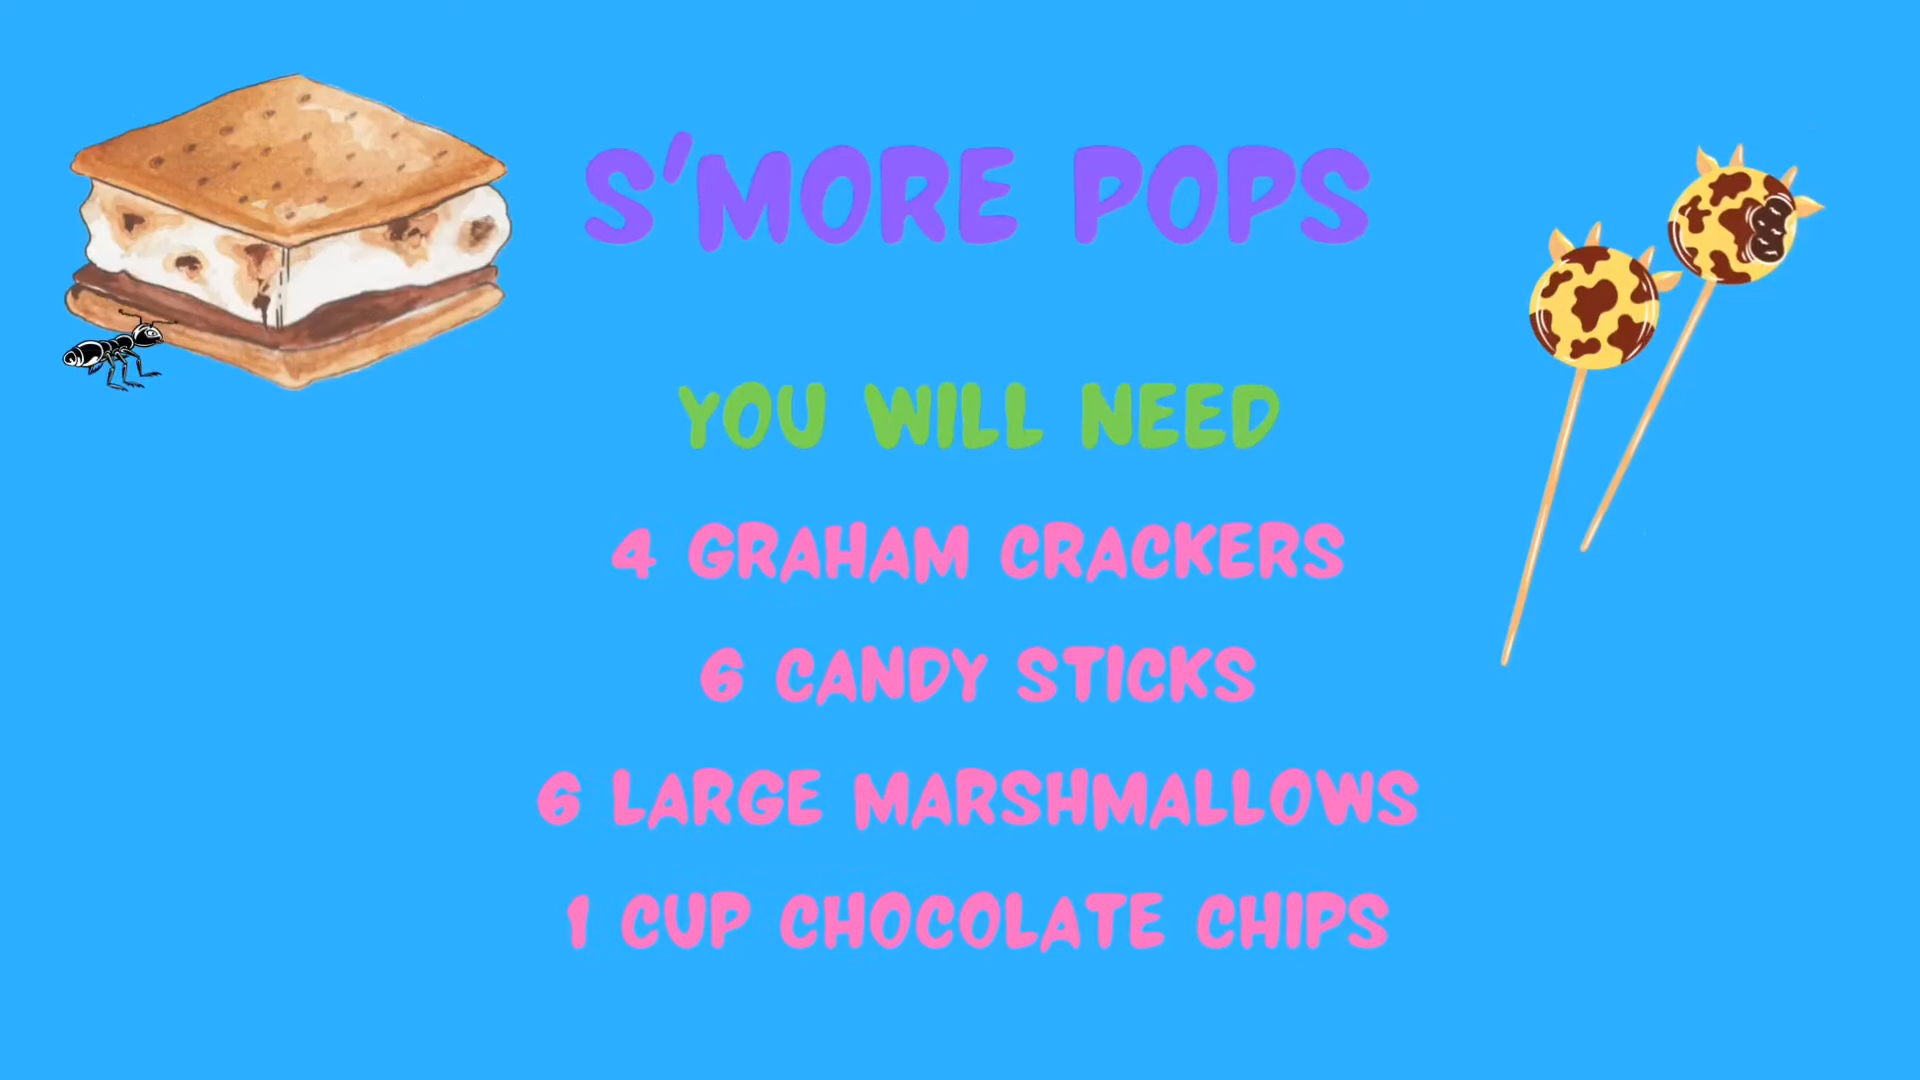 S'MORE POPS
YOU WILL NEED
4 GRAHAM CRACKERS
6 CANDY STICKS
6 LARGE MARSHMALLOWS
1 CUP CHOCOLATE CHIPS